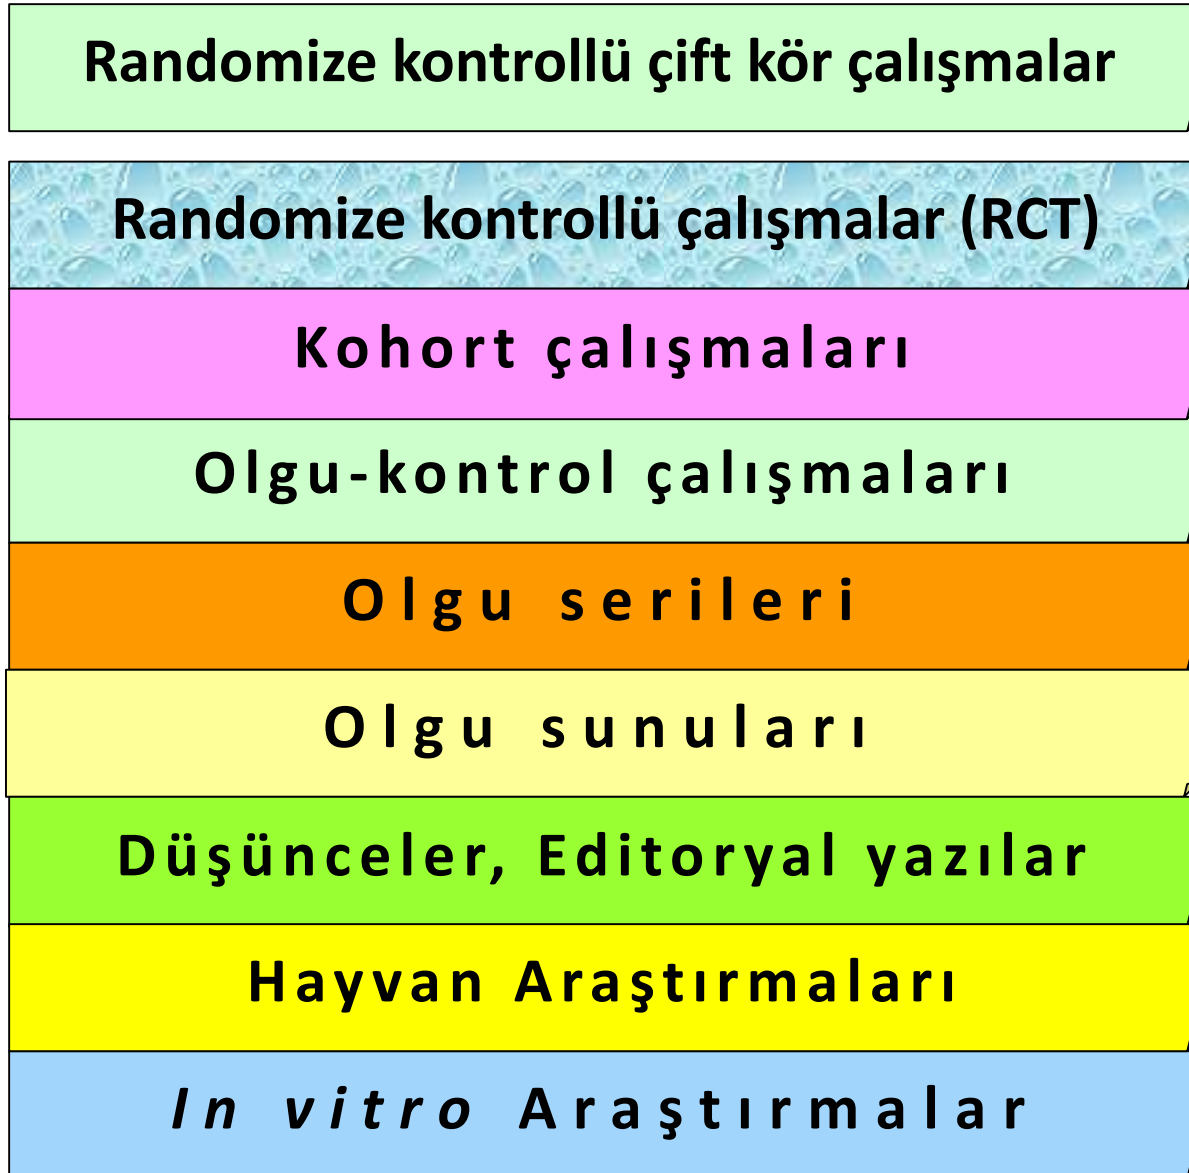 Randomize kontrollü çift kör çalışmalar
Randomize kontrollü çalışmalar (RCT)
Kohort çalışmaları
Olgu-kontrol çalışmaları
Olgu serileri
Olgu sunuları
Düşünceler, Editoryal yazılar
Hayvan Araştırmaları
In vitro Araştırmalar